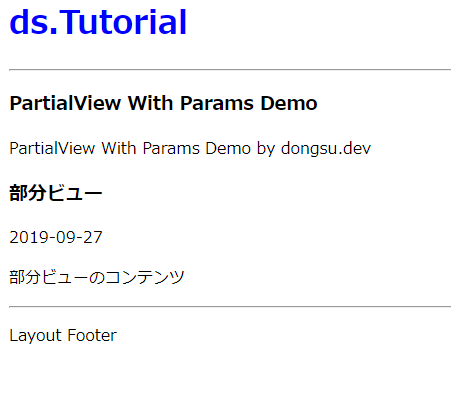 ds.Tutorial
PartialView With Params Demo
PartialView With Params Demo by dongsu.dev
部分ビュー
2019-09-27
部分ビューのコンテンツ
Layout Footer